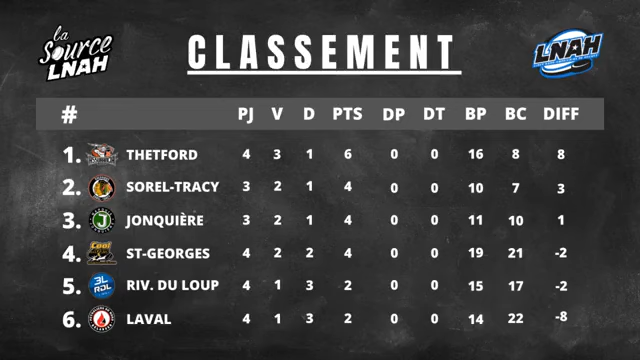 la
Source
LNAH
CLASSEMENT
LNAH
# PJ V D PTS DP DT BP BC DIFF
1. THETFORD 4 3 1 6 0 0 16 8 8
2. SOREL-TRACY 3 2 1 4 0 0 10 7 3
3. JONQUIÈRE 3 2 1 4 0 0 11 10 1
4. ST-GEORGES 4 2 2 4 0 0 19 21 -2
5. RIV. DU LOUP 4 1 3 2 0 0 15 17 -2
6. LAVAL 4 1 3 2 0 0 14 22 -8